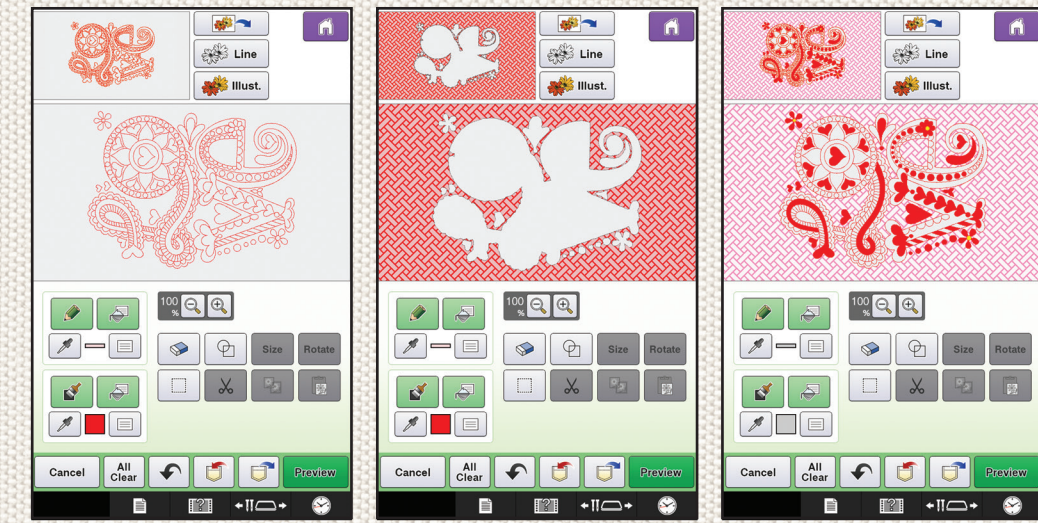 Line
Illust.
100
%
Size
Rotate
Cancel
All
Clear
Preview
Line
Illust.
100
%
Size
Rotate
Cancel
All
Clear
Preview
Line
Illust.
100
%
Size
Rotate
Cancel
All
Clear
Preview